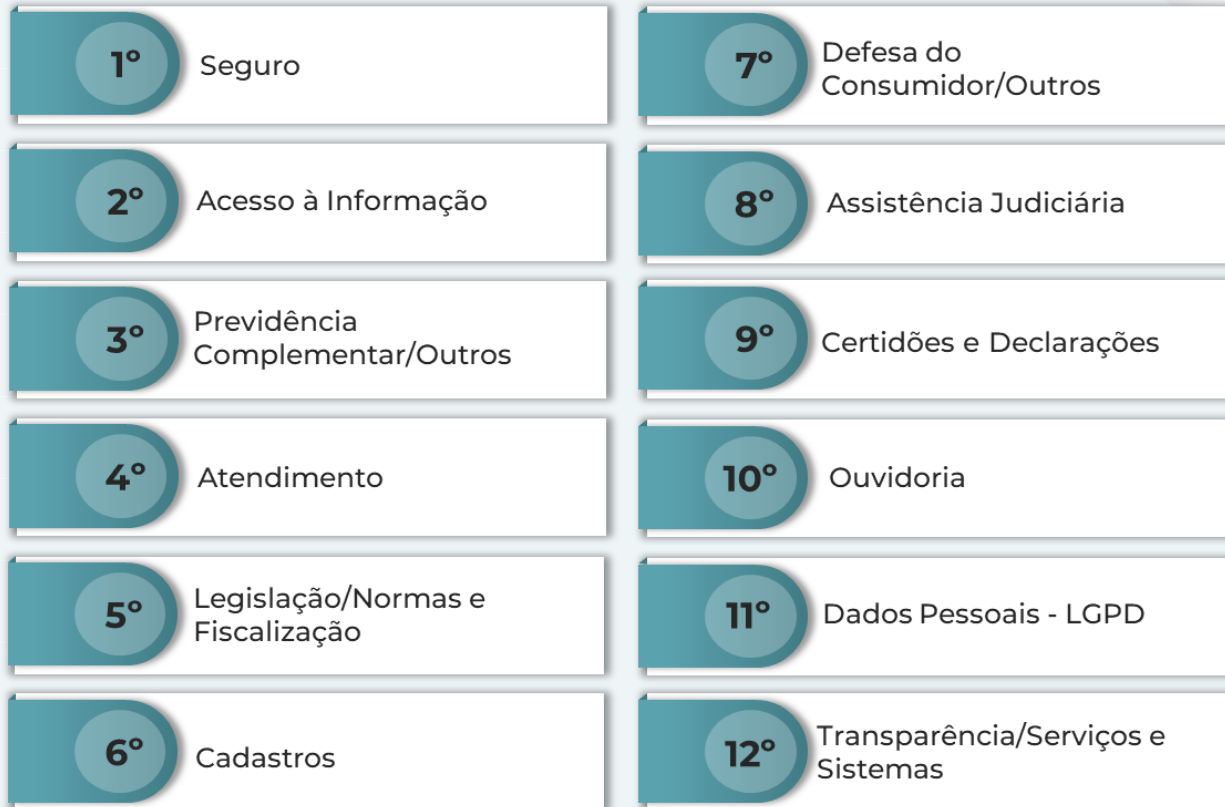 1º
Seguro
2º
Acesso à Informação
3º
Previdência
Complementar/Outros
4º
Atendimento
5º
Legislação/Normas e
Fiscalização
6º
Cadastros
7º
Defesa do
Consumidor/Outros
8º
Assistência Judiciária
9º
Certidões e Declarações
10º
Ouvidoria
11º
Dados Pessoais - LGPD
12º
Transparência/Serviços e
Sistemas